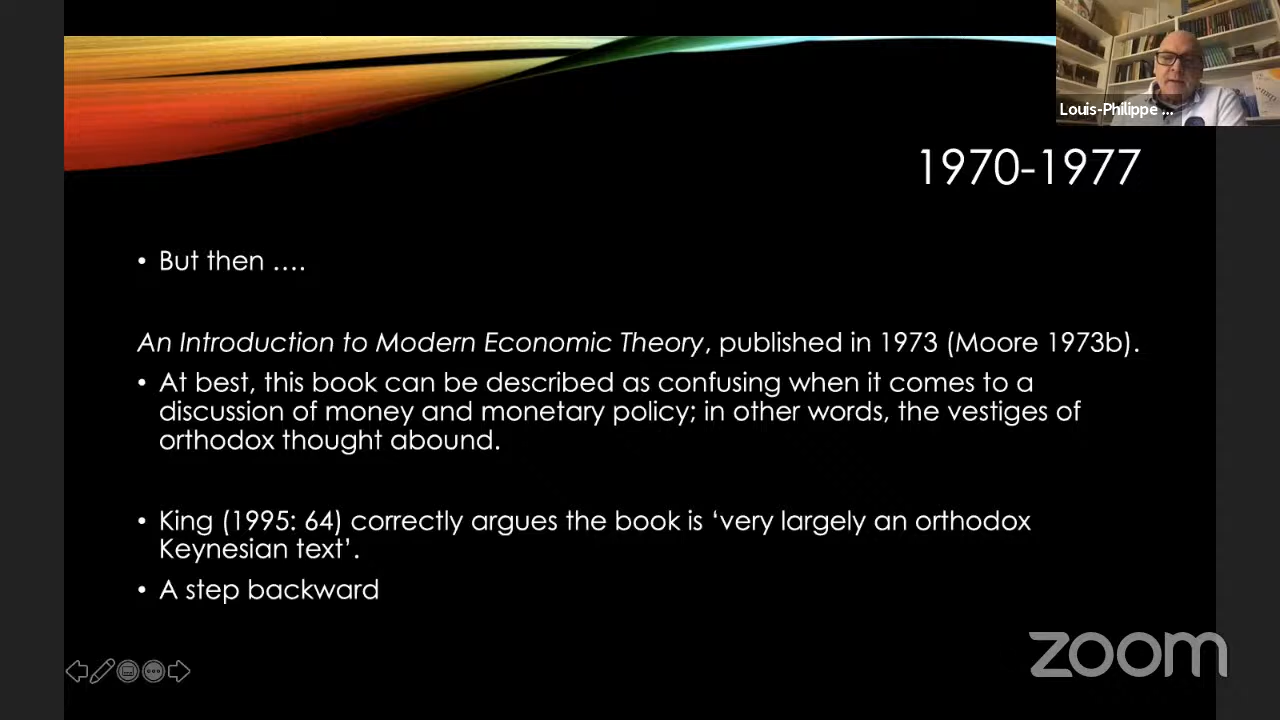 Louis-Philippe ...
1970-1977
• But then ....
An Introduction to Modern Economic Theory, published in 1973 (Moore 1973b).
• At best, this book can be described as confusing when it comes to a
discussion of money and monetary policy; in other words, the vestiges of
orthodox thought abound.
• King (1995: 64) correctly argues the book is ‘very largely an orthodox
Keynesian text’.
• A step backward
zoom